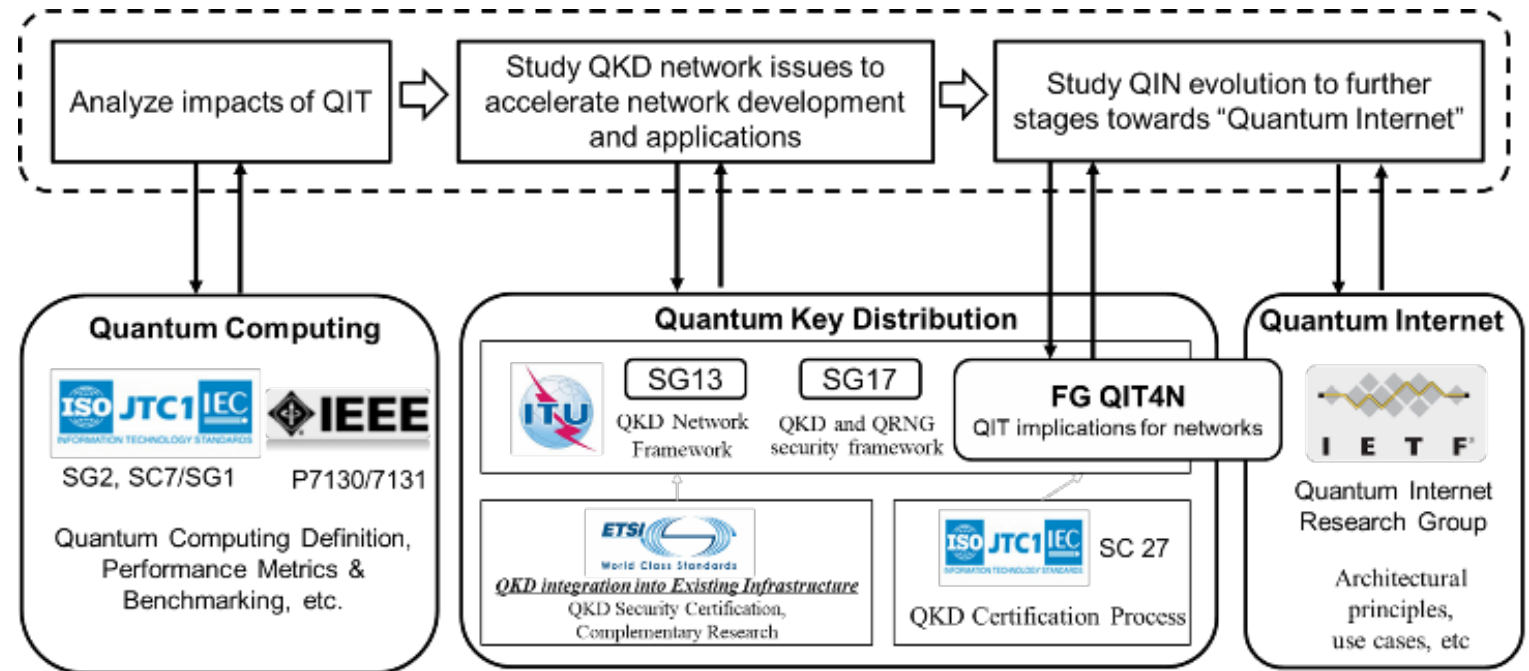 Analyze impacts of QIT
Study QKD network issues to
accelerate network development
and applications
Study QIN evolution to further
stages towards “Quantum Internet”
Quantum Computing
ISO JTC1 IEC
INFORMATION TECHNOLOGY STANDARDS
IEEE
SG2, SC7/SG1
P7130/7131
Quantum Computing Definition,
Performance Metrics &
Benchmarking, etc.
Quantum Key Distribution
ITU
SG13
QKD Network
Framework
SG17
QKD and QRNG
security framework
FG QIT4N
QIT implications for networks
ETSI
World Class Standards
QKD integration into Existing Infrastructure
QKD Security Certification,
Complementary Research
ISO JTC1 IEC
INFORMATION TECHNOLOGY STANDARDS
SC 27
QKD Certification Process
Quantum Internet
I E T F®
Quantum Internet
Research Group
Architectural
principles,
use cases, etc